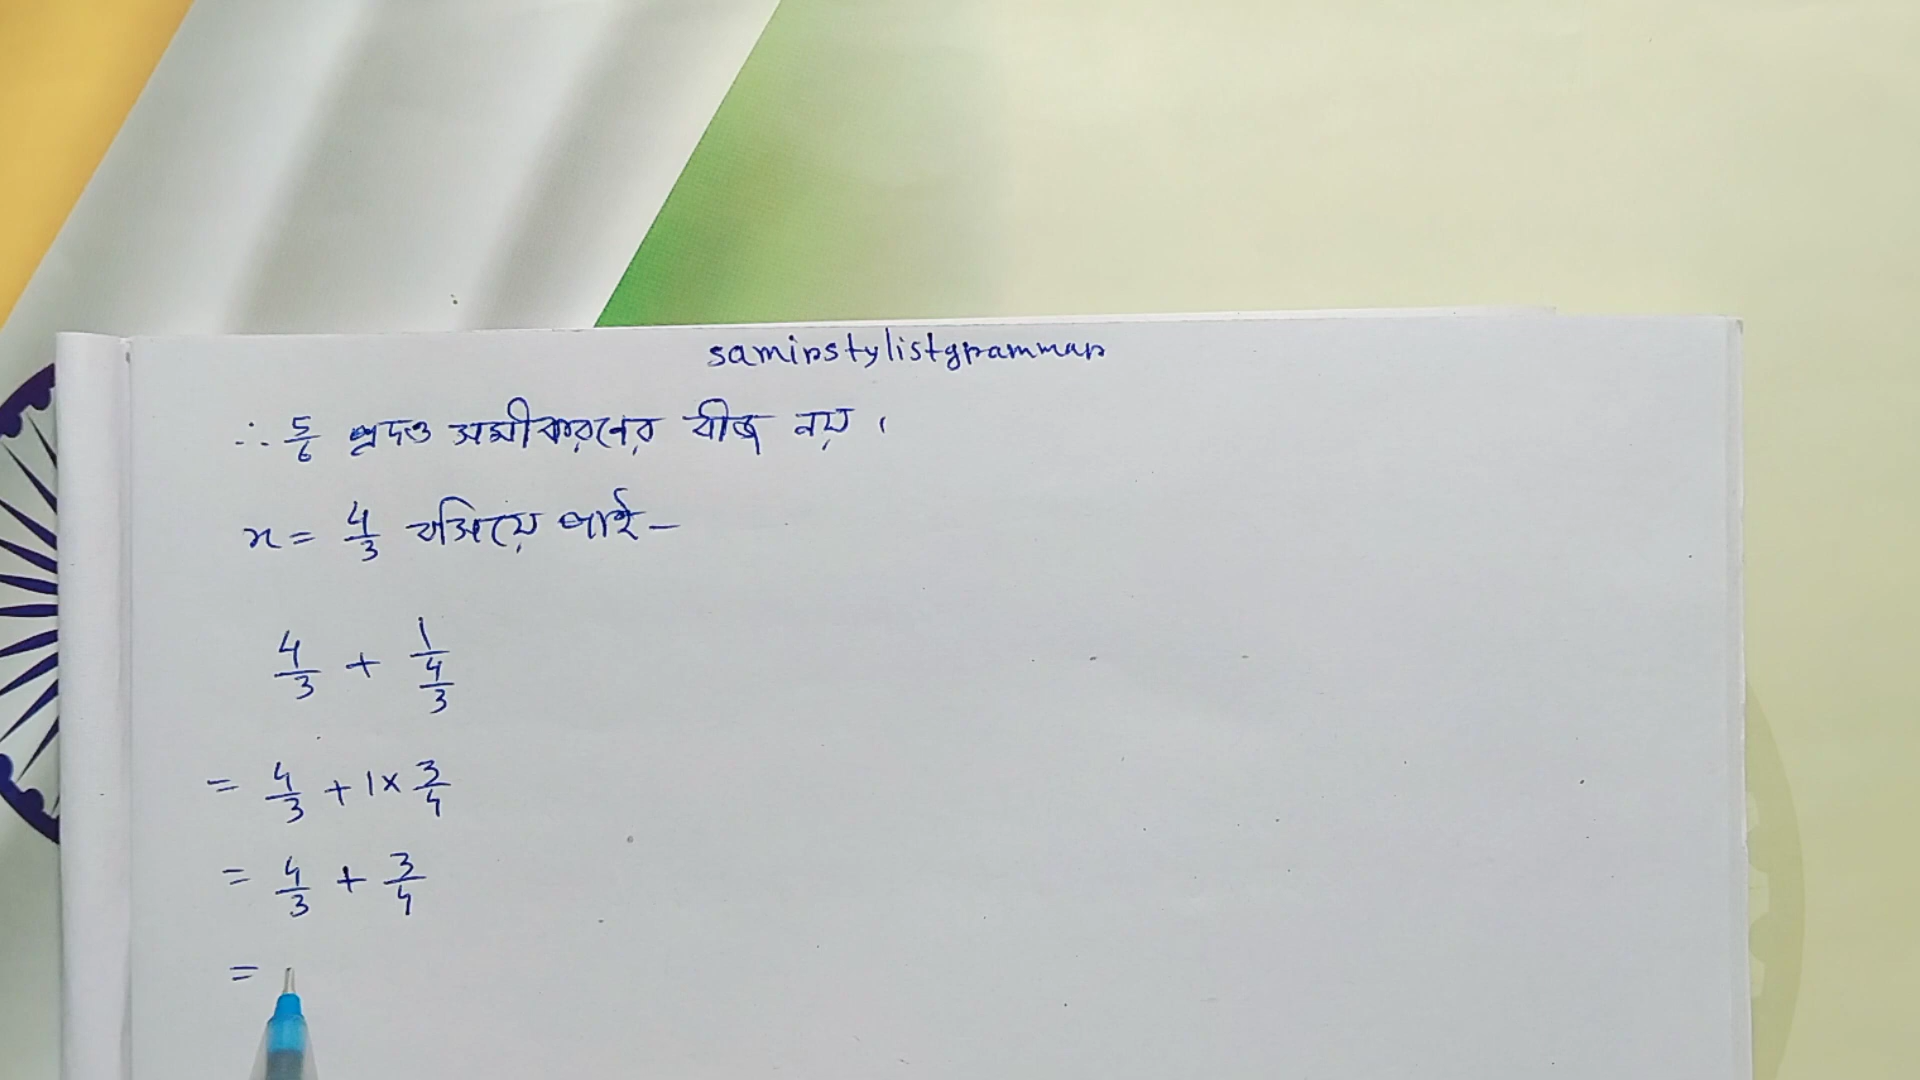 samirstylistgrammar
∴ 5/6 প্রদত্ত সমীকরণের বীজ নয়।
x = 4/3 বসিয়ে পাই-
4/3 + 1/(4/3)
= 4/3 + 1 × 3/4
= 4/3 + 3/4
=